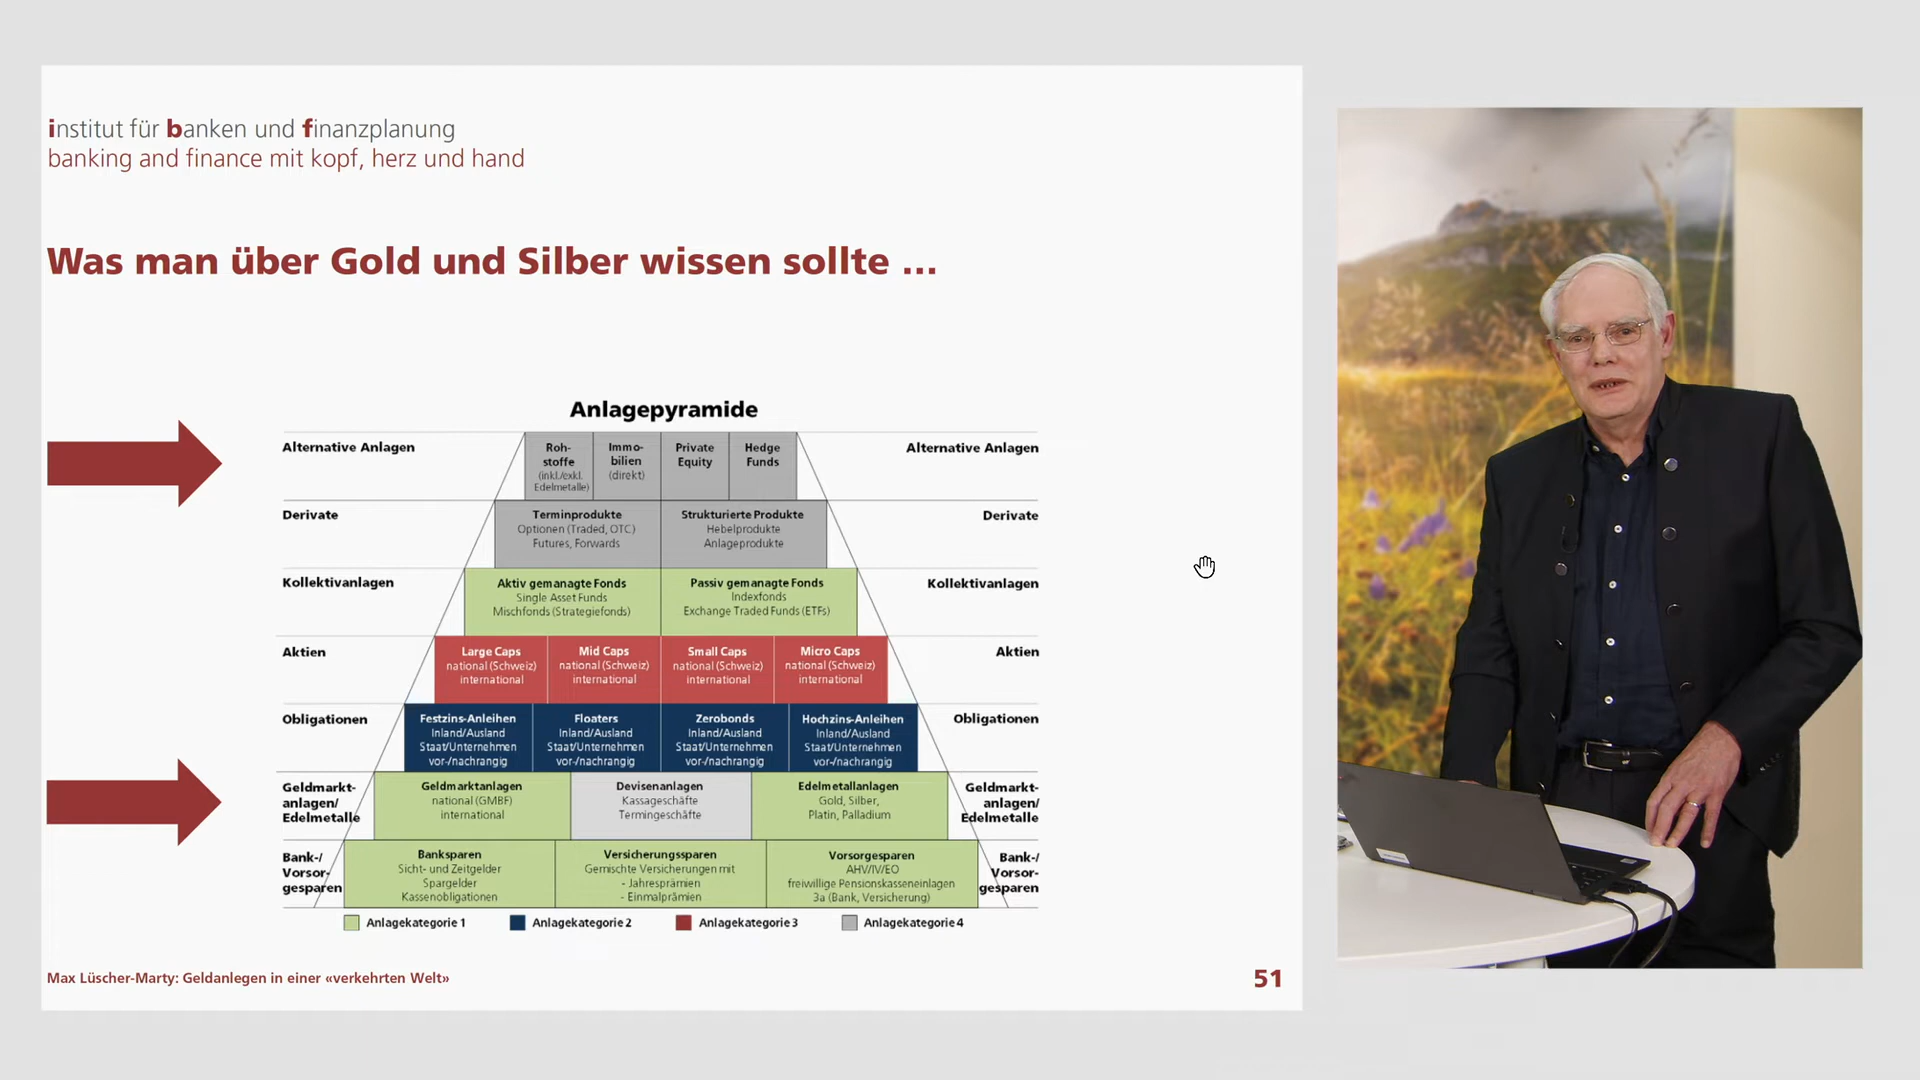 institut für banken und finanzplanung
banking and finance mit kopf, herz und hand
Was man über Gold und Silber wissen sollte ...
Anlagepyramide
Alternative Anlagen
Roh-
stoffe
(inkl./exkl.
Edelmetalle)
Immo-
bilien
(direkt)
Private
Equity
Hedge
Funds
Alternative Anlagen
Derivate
Terminprodukte
Optionen (Traded, OTC)
Futures, Forwards
Strukturierte Produkte
Hebelprodukte
Anlageprodukte
Derivate
Kollektivanlagen
Aktiv gemanagte Fonds
Single Asset Funds
Mischfonds (Strategiefonds)
Passiv gemanagte Fonds
Indexfonds
Exchange Traded Funds (ETFs)
Kollektivanlagen
Aktien
Large Caps
national (Schweiz)
international
Mid Caps
national (Schweiz)
international
Small Caps
national (Schweiz)
international
Micro Caps
national (Schweiz)
international
Aktien
Obligationen
Festzins-Anleihen
Inland/Ausland
Staat/Unternehmen
vor-/nachrangig
Floaters
Inland/Ausland
Staat/Unternehmen
vor-/nachrangig
Zerobonds
Inland/Ausland
Staat/Unternehmen
vor-/nachrangig
Hochzins-Anleihen
Inland/Ausland
Staat/Unternehmen
vor-/nachrangig
Obligationen
Geldmarkt-
anlagen/
Edelmetalle
Geldmarktanlagen
national (GMBF)
international
Devisenanlagen
Kassageschäfte
Termingeschäfte
Edelmetallanlagen
Gold, Silber,
Platin, Palladium
Geldmarkt-
anlagen/
Edelmetalle
Bank-/
Vorsor-
gesparen
Banksparen
Sicht- und Zeitgelder
Spargelder
Kassenobligationen
Versicherungssparen
Gemischte Versicherungen mit
- Jahresprämien
- Einmalprämien
Vorsorgesparen
AHV/IV/EO
freiwillige Pensionskasseneinlagen
3a (Bank, Versicherung)
Bank-/
Vorsor-
gesparen
Anlagekategorie 1
Anlagekategorie 2
Anlagekategorie 3
Anlagekategorie 4
Max Lüscher-Marty: Geldanlegen in einer «verkehrten Welt»
51